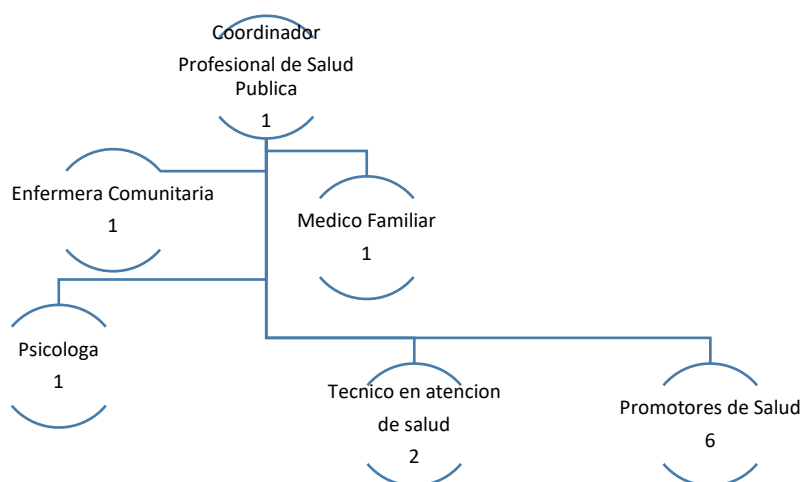 Coordinador
Profesional de Salud
Publica
1
Enfermera Comunitaria
1
Medico Familiar
1
Psicologa
1
Tecnico en atencion
de salud
2
Promotores de Salud
6